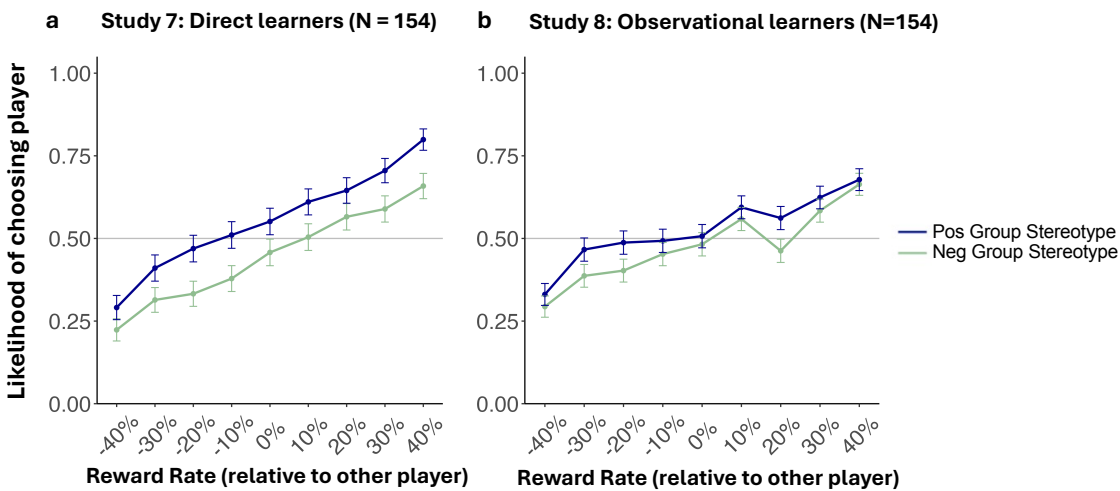 a Study 7: Direct learners (N = 154)
b Study 8: Observational learners (N=154)
Likelihood of choosing player
1.00
0.75
0.50
0.25
0.00
-40% -30% -20% -10% 0% 10% 20% 30% 40%
Reward Rate (relative to other player)
1.00
0.75
0.50
0.25
0.00
-40% -30% -20% -10% 0% 10% 20% 30% 40%
Reward Rate (relative to other player)
Pos Group Stereotype
Neg Group Stereotype